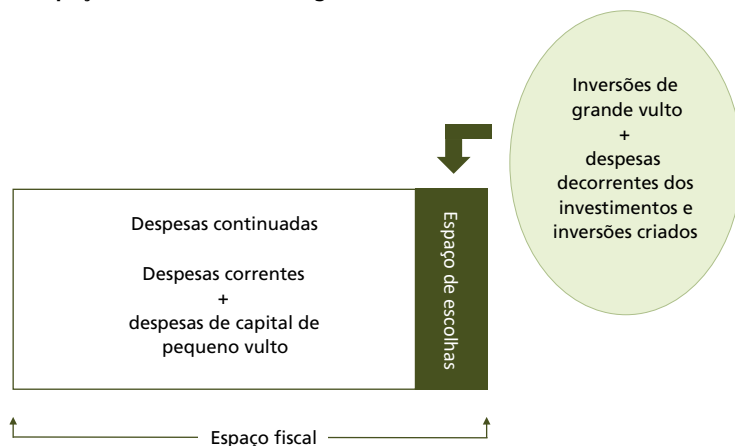 Inversões de
grande vulto
+
despesas
decorrentes dos
investimentos e
inversões criados
Despesas continuadas
Despesas correntes
+
despesas de capital de
pequeno vulto
Espaço de escolhas
Espaço fiscal